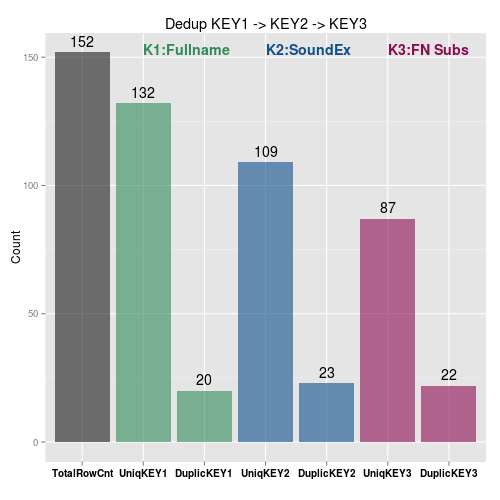 Dedup KEY1 -> KEY2 -> KEY3
K1:Fullname K2:SoundEx K3:FN Subs
152
132
109
87
20
23
22
Count
150
100
50
0
TotalRowCnt UniqKEY1 DuplicKEY1 UniqKEY2 DuplicKEY2 UniqKEY3 DuplicKEY3